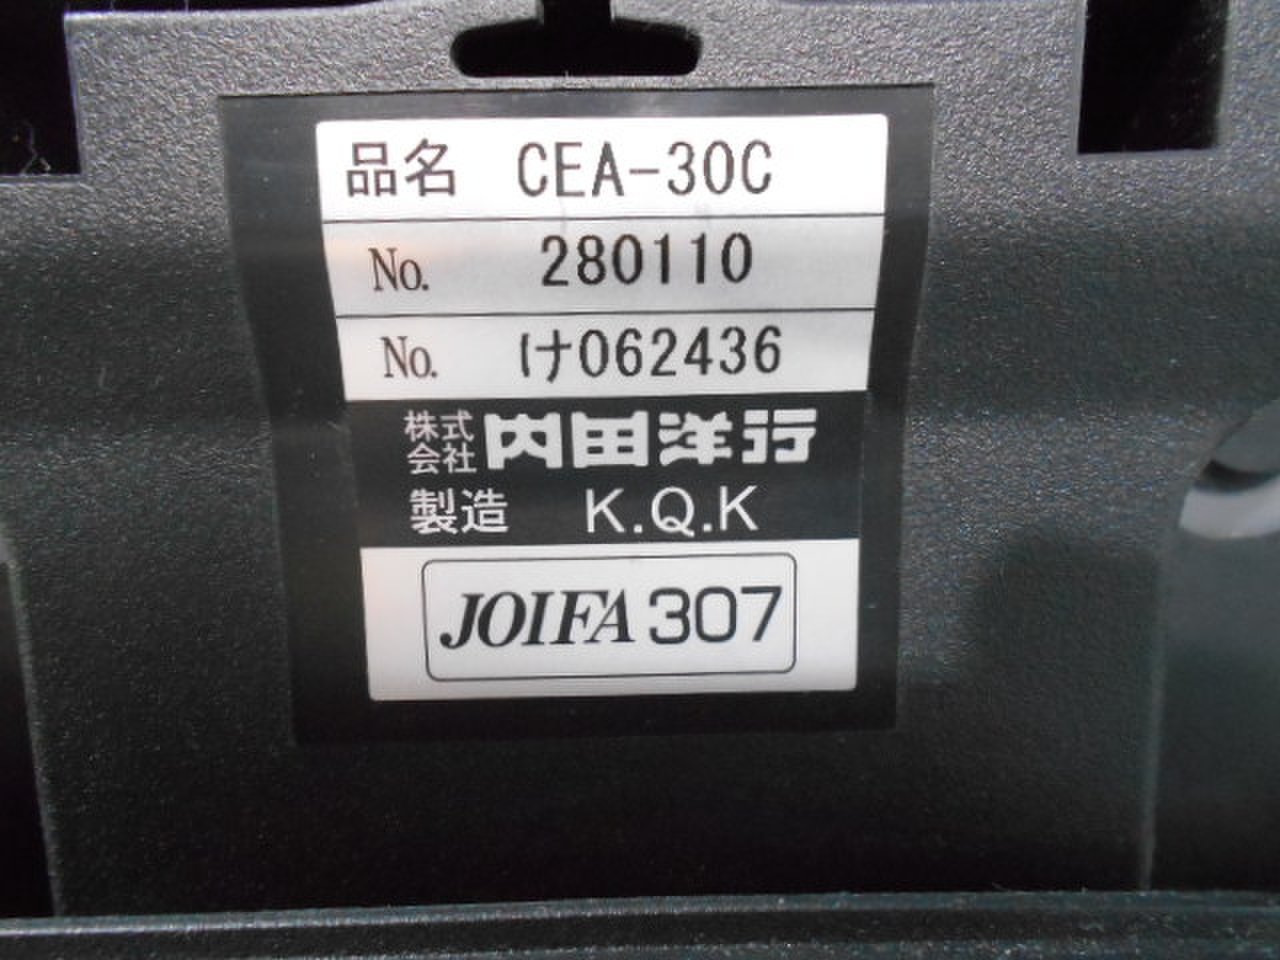 品名 CEA-30C
No. 280110
No. け062436
株式会社 内田洋行
製造 K.Q.K
JOIFA 307